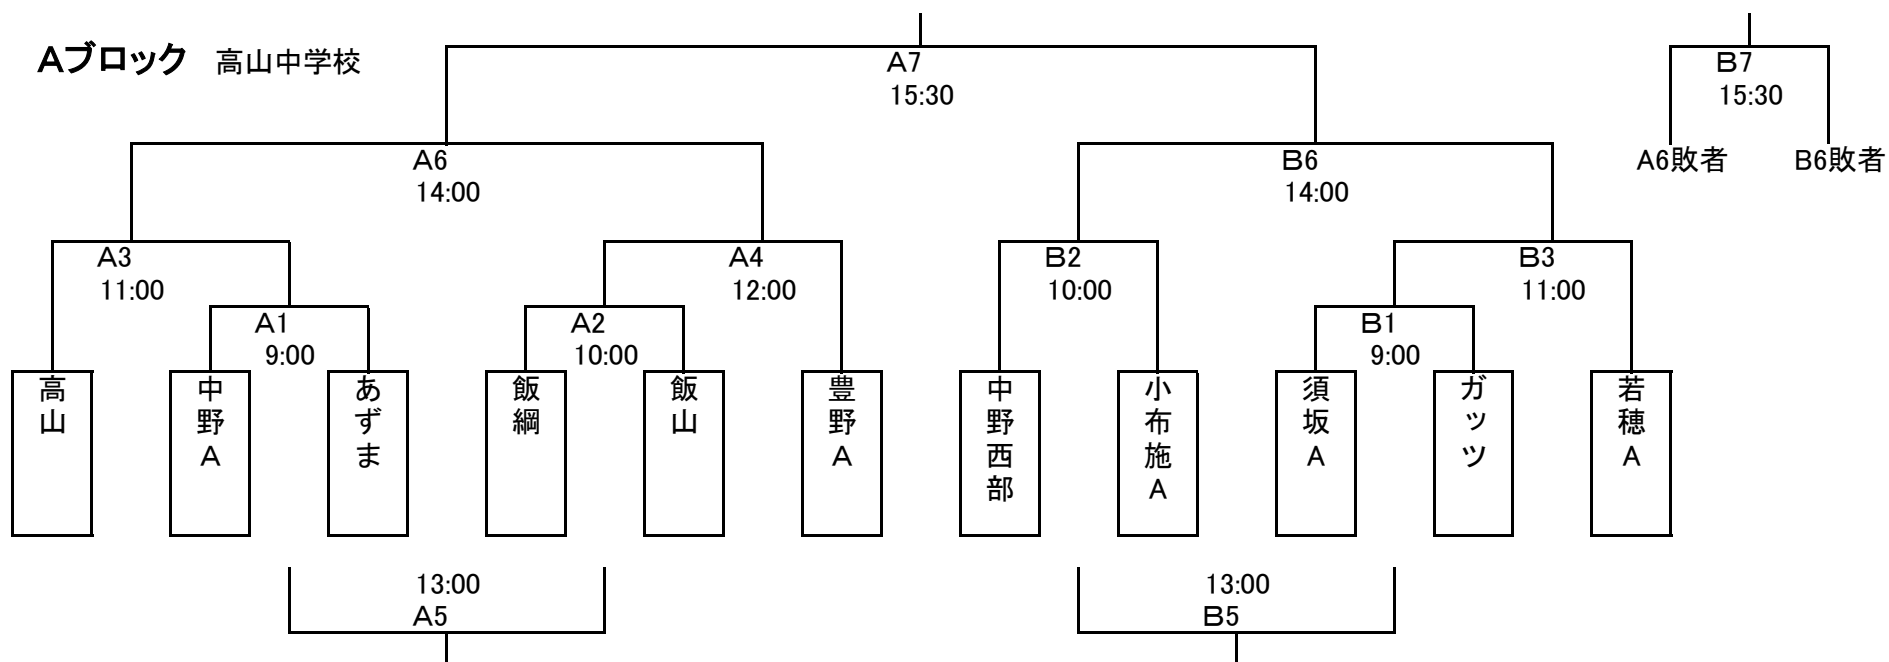 Aブロック 高山中学校
A7
15:30
B7
15:30
A6敗者 B6敗者
A6
14:00
B6
14:00
A3
11:00
A4
12:00
B2
10:00
B3
11:00
A1
9:00
A2
10:00
B1
9:00
高山
中野A
あずま
飯綱
飯山
豊野A
中野西部
小布施A
須坂A
ガッツ
若穂A
13:00
A5
13:00
B5